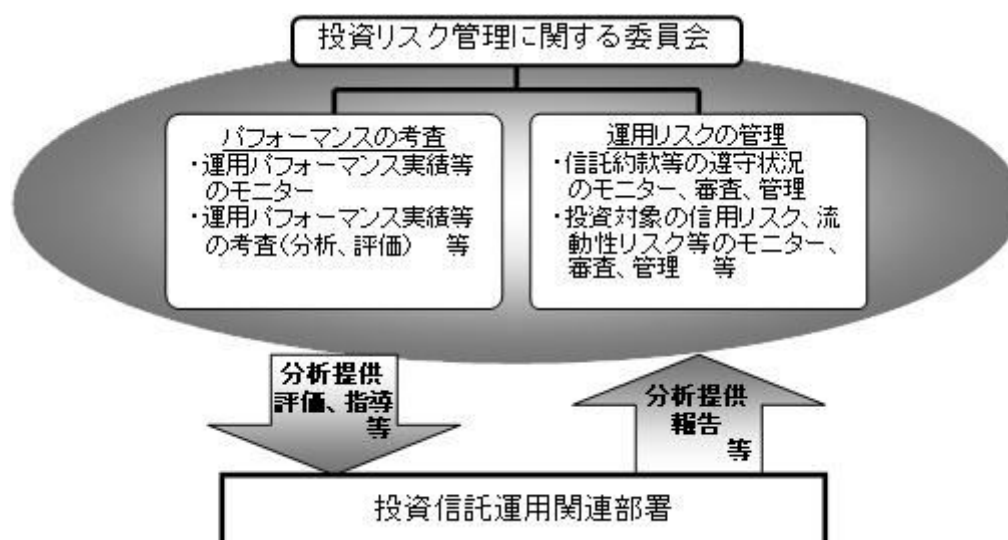 投資リスク管理に関する委員会
パフォーマンスの考査
・運用パフォーマンス実績等
のモニター
・運用パフォーマンス実績等
の考査(分析、評価) 等
運用リスクの管理
・信託約款等の遵守状況
のモニター、審査、管理
・投資対象の信用リスク、流
動性リスク等のモニター、
審査、管理 等
分析提供
評価、指導
等
分析提供
報告
等
投資信託運用関連部署